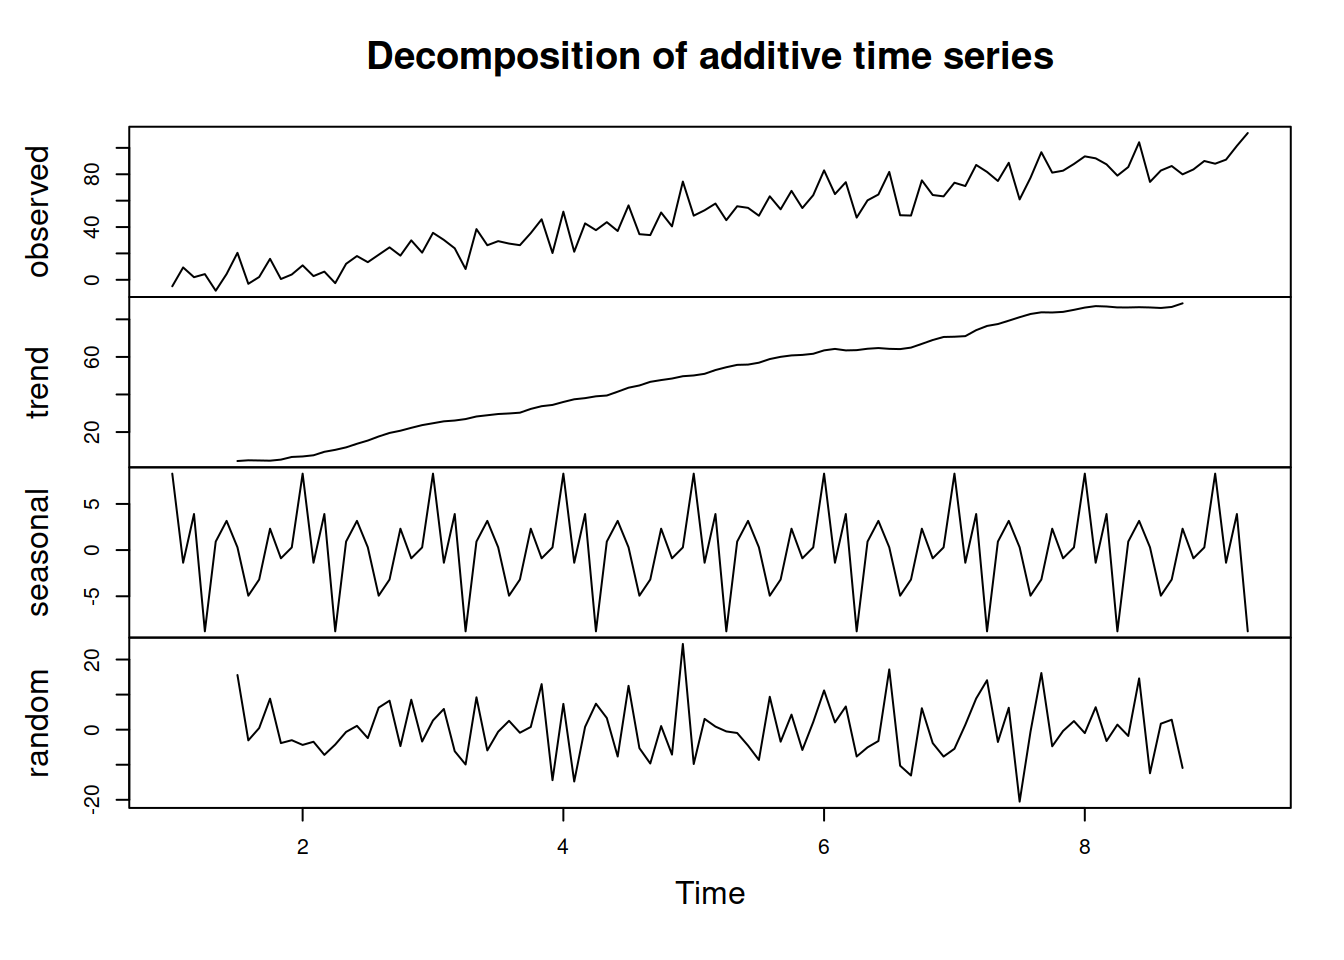 Decomposition of additive time series
observed
0 40 80
trend
20 60
seasonal
-5 0 5
random
-20 0 20
2 4 6 8
Time